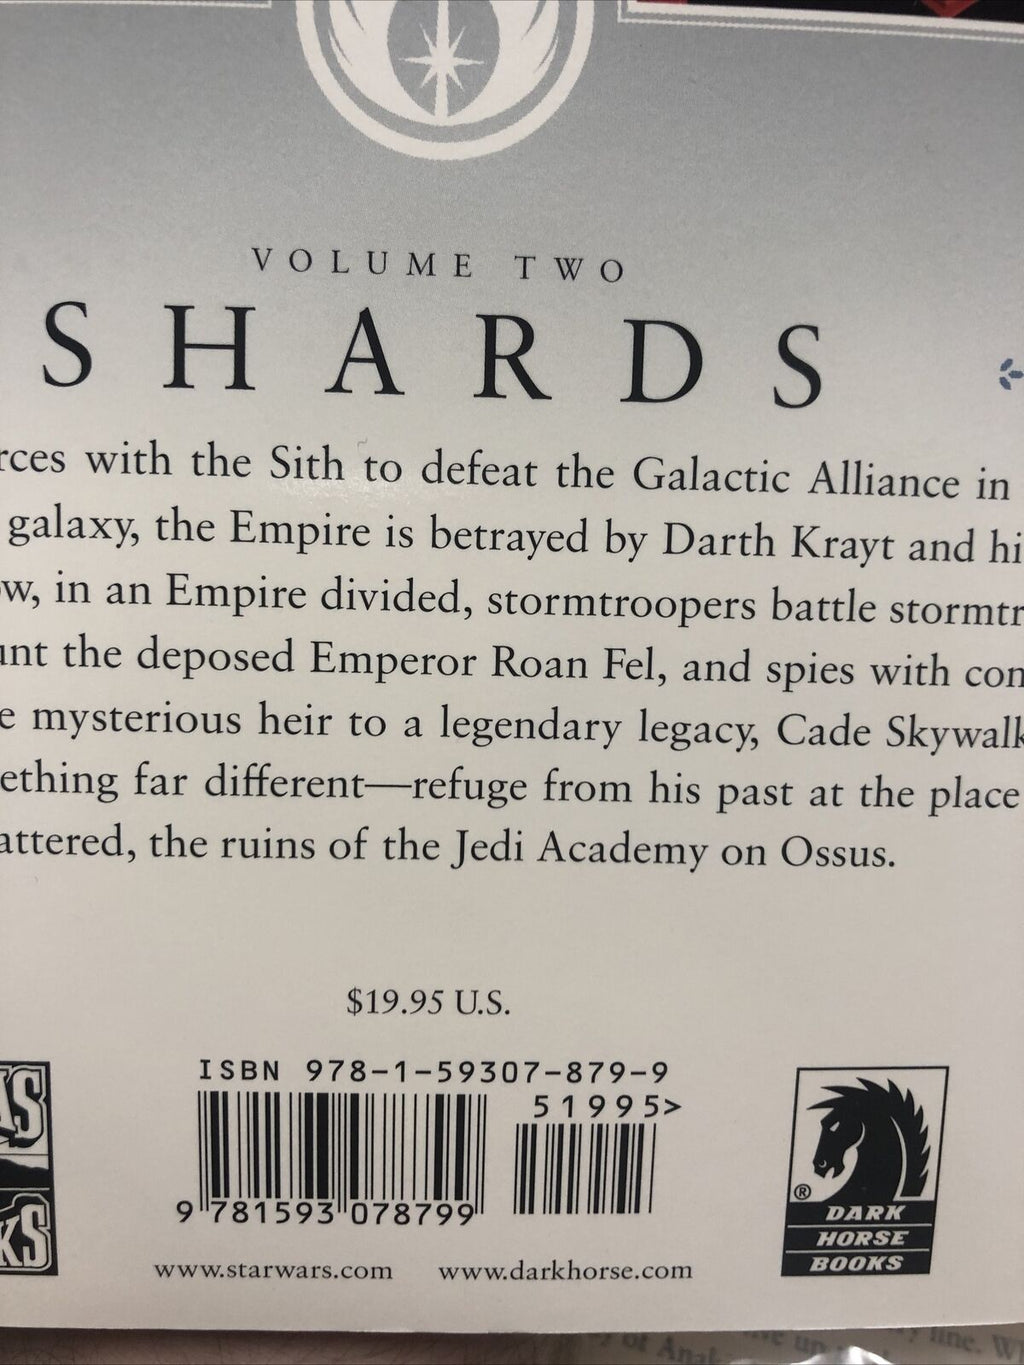 VOLUME TWO
SHARDS
rces with the Sith to defeat the Galactic Alliance in
galaxy, the Empire is betrayed by Darth Krayt and hi
w, in an Empire divided, stormtroopers battle stormtr
unt the deposed Emperor Roan Fel, and spies with con
e mysterious heir to a legendary legacy, Cade Skywalk
ething far different—refuge from his past at the place
attered, the ruins of the Jedi Academy on Ossus.
$19.95 U.S.
ISBN 978-1-59307-879-9
51995>
9 781593 078799
AS
KS
®
DARK
HORSE
BOOKS
www.starwars.com www.darkhorse.com